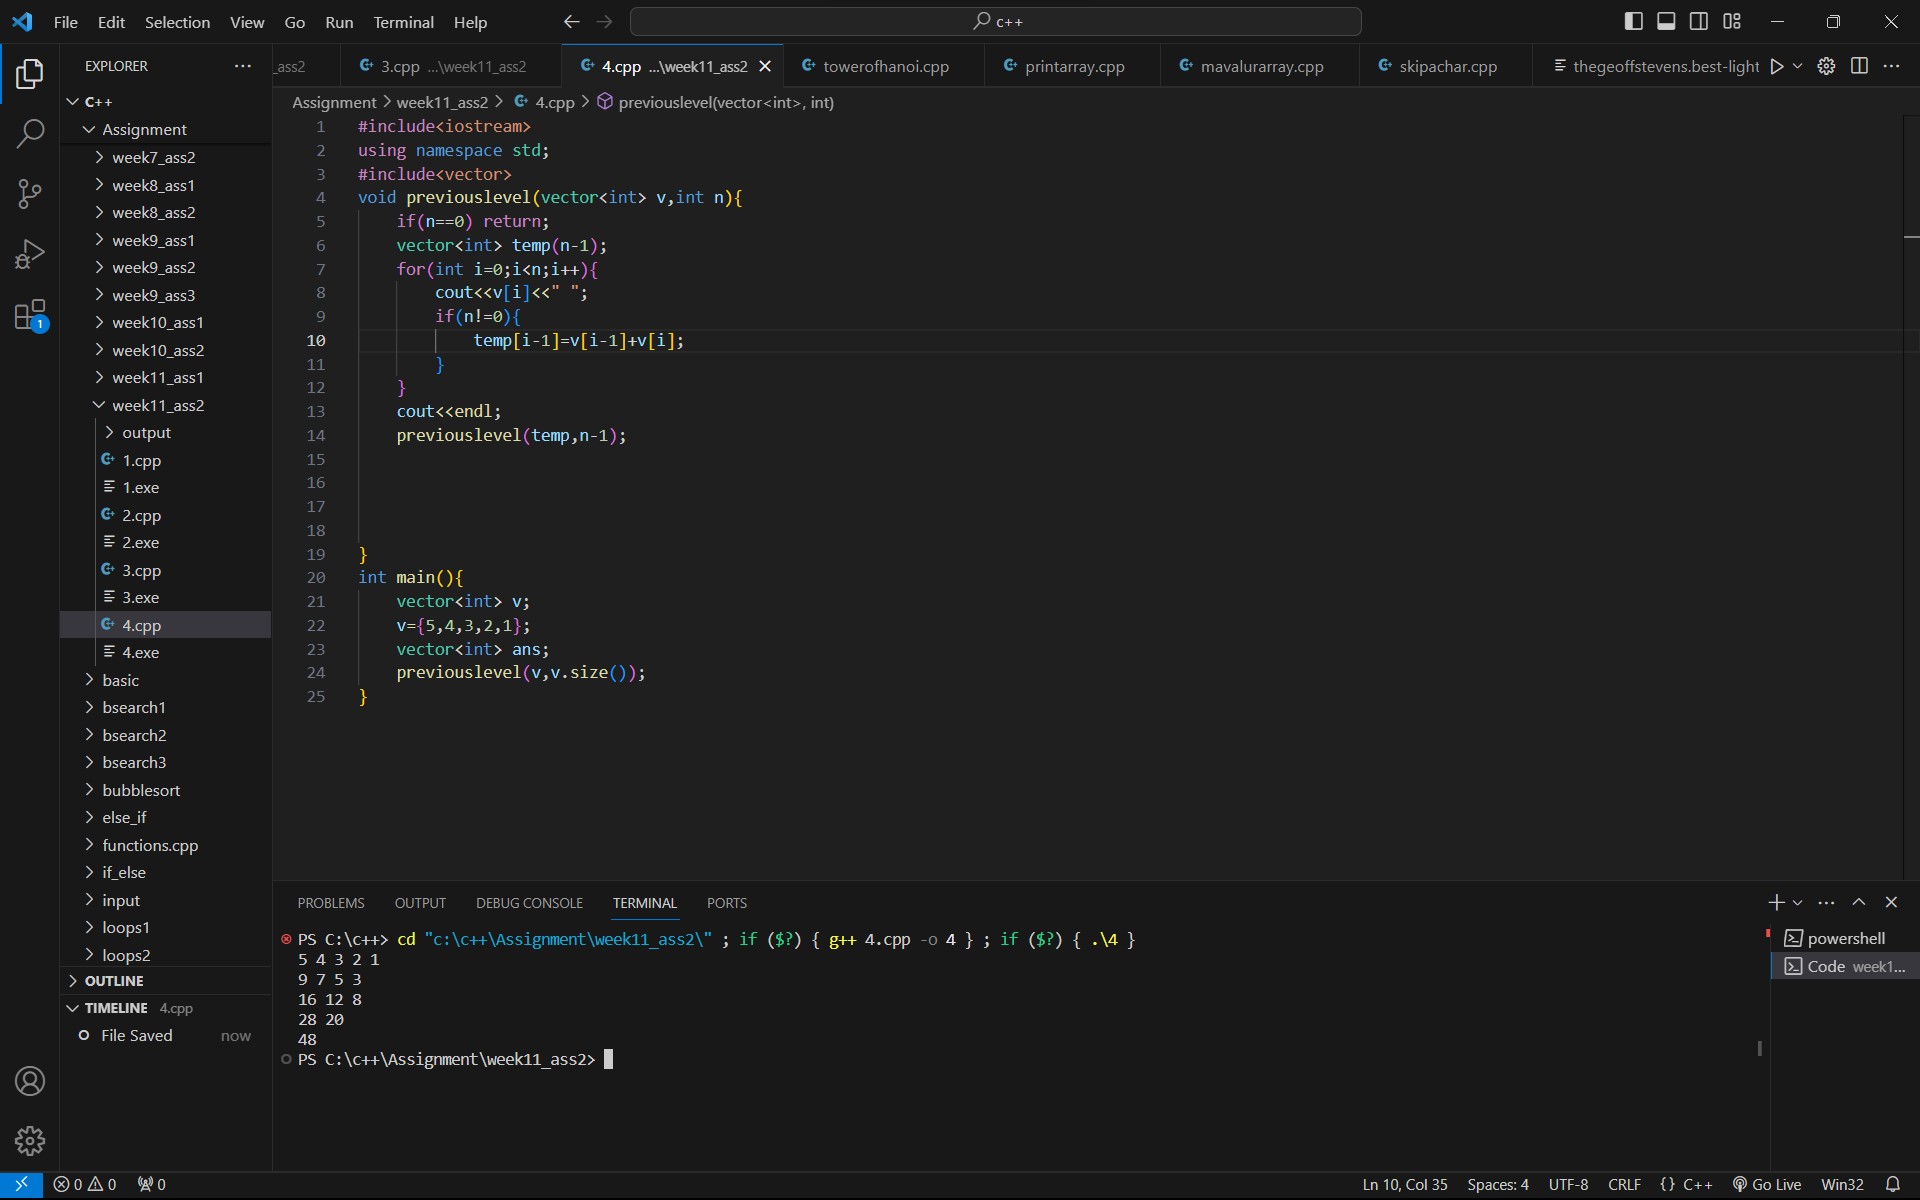 File Edit Selection View Go Run Terminal Help
c++
EXPLORER
_ass2
3.cpp ...\week11_ass2
4.cpp ...\week11_ass2
towerofhanoi.cpp
printarray.cpp
mavalurarray.cpp
skipachar.cpp
thegeoffstevens.best-light
Assignment > week11_ass2 > 4.cpp > previouslevel(vector<int>, int)
C++
Assignment
week7_ass2
week8_ass1
week8_ass2
week9_ass1
week9_ass2
week9_ass3
week10_ass1
week10_ass2
week11_ass1
week11_ass2
output
1.cpp
1.exe
2.cpp
2.exe
3.cpp
3.exe
4.cpp
4.exe
basic
bsearch1
bsearch2
bsearch3
bubblesort
else_if
functions.cpp
if_else
input
loops1
loops2
OUTLINE
TIMELINE 4.cpp
File Saved now
1
1 #include<iostream>
2 using namespace std;
3 #include<vector>
4 void previouslevel(vector<int> v,int n){
5 if(n==0) return;
6 vector<int> temp(n-1);
7 for(int i=0;i<n;i++){
8 cout<<v[i]<<" ";
9 if(n!=0){
10 temp[i-1]=v[i-1]+v[i];
11 }
12 }
13 cout<<endl;
14 previouslevel(temp,n-1);
15
16
17
18
19 }
20 int main(){
21 vector<int> v;
22 v={5,4,3,2,1};
23 vector<int> ans;
24 previouslevel(v,v.size());
25 }
PROBLEMS OUTPUT DEBUG CONSOLE TERMINAL PORTS
PS C:\c++> cd "c:\c++\Assignment\week11_ass2\" ; if ($?) { g++ 4.cpp -o 4 } ; if ($?) { .\4 }
5 4 3 2 1
9 7 5 3
16 12 8
28 20
48
PS C:\c++\Assignment\week11_ass2>
powershell
Code week1...
0 0 0
Ln 10, Col 35 Spaces: 4 UTF-8 CRLF {} C++ Go Live Win32